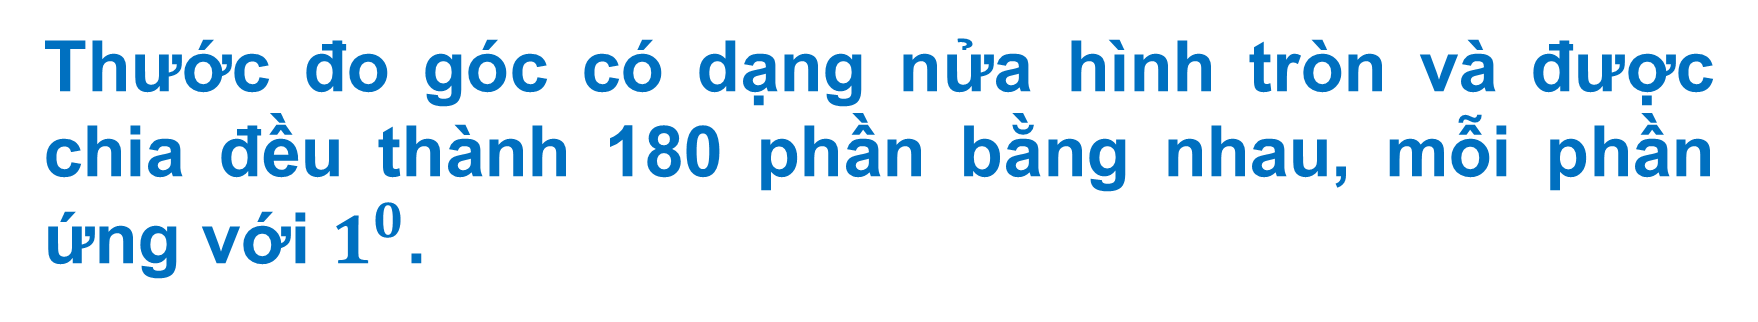 Thước đo góc có dạng nửa hình tròn và được
chia đều thành 180 phần bằng nhau, mỗi phần
ứng với 1⁰.